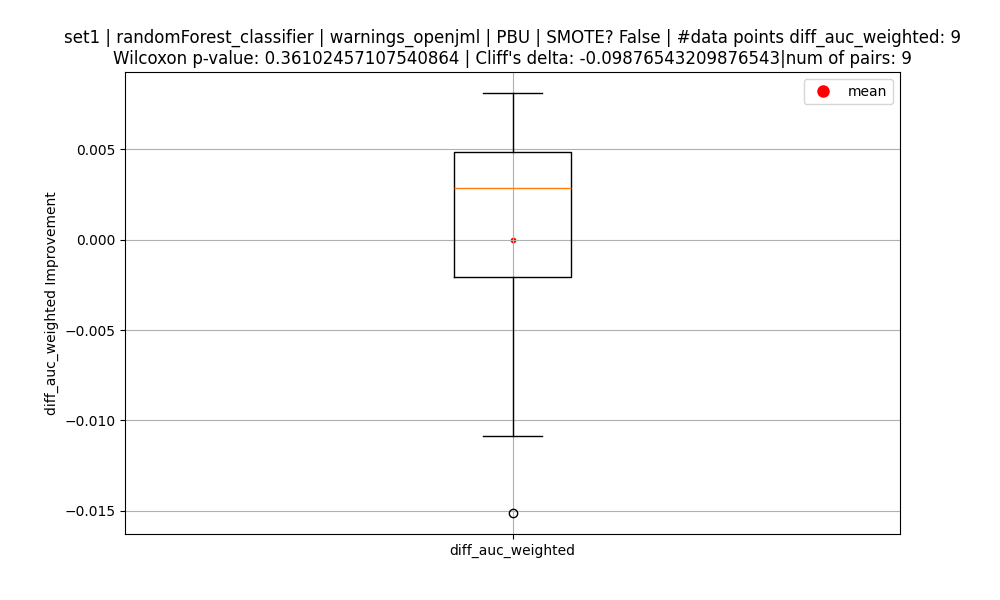 set1 | randomForest_classifier | warnings_openjml | PBU | SMOTE? False | #data points diff_auc_weighted: 9
Wilcoxon p-value: 0.36102457107540864 | Cliff's delta: -0.09876543209876543|num of pairs: 9
mean
0.005
0.000
−0.005
−0.010
−0.015
diff_auc_weighted Improvement
diff_auc_weighted